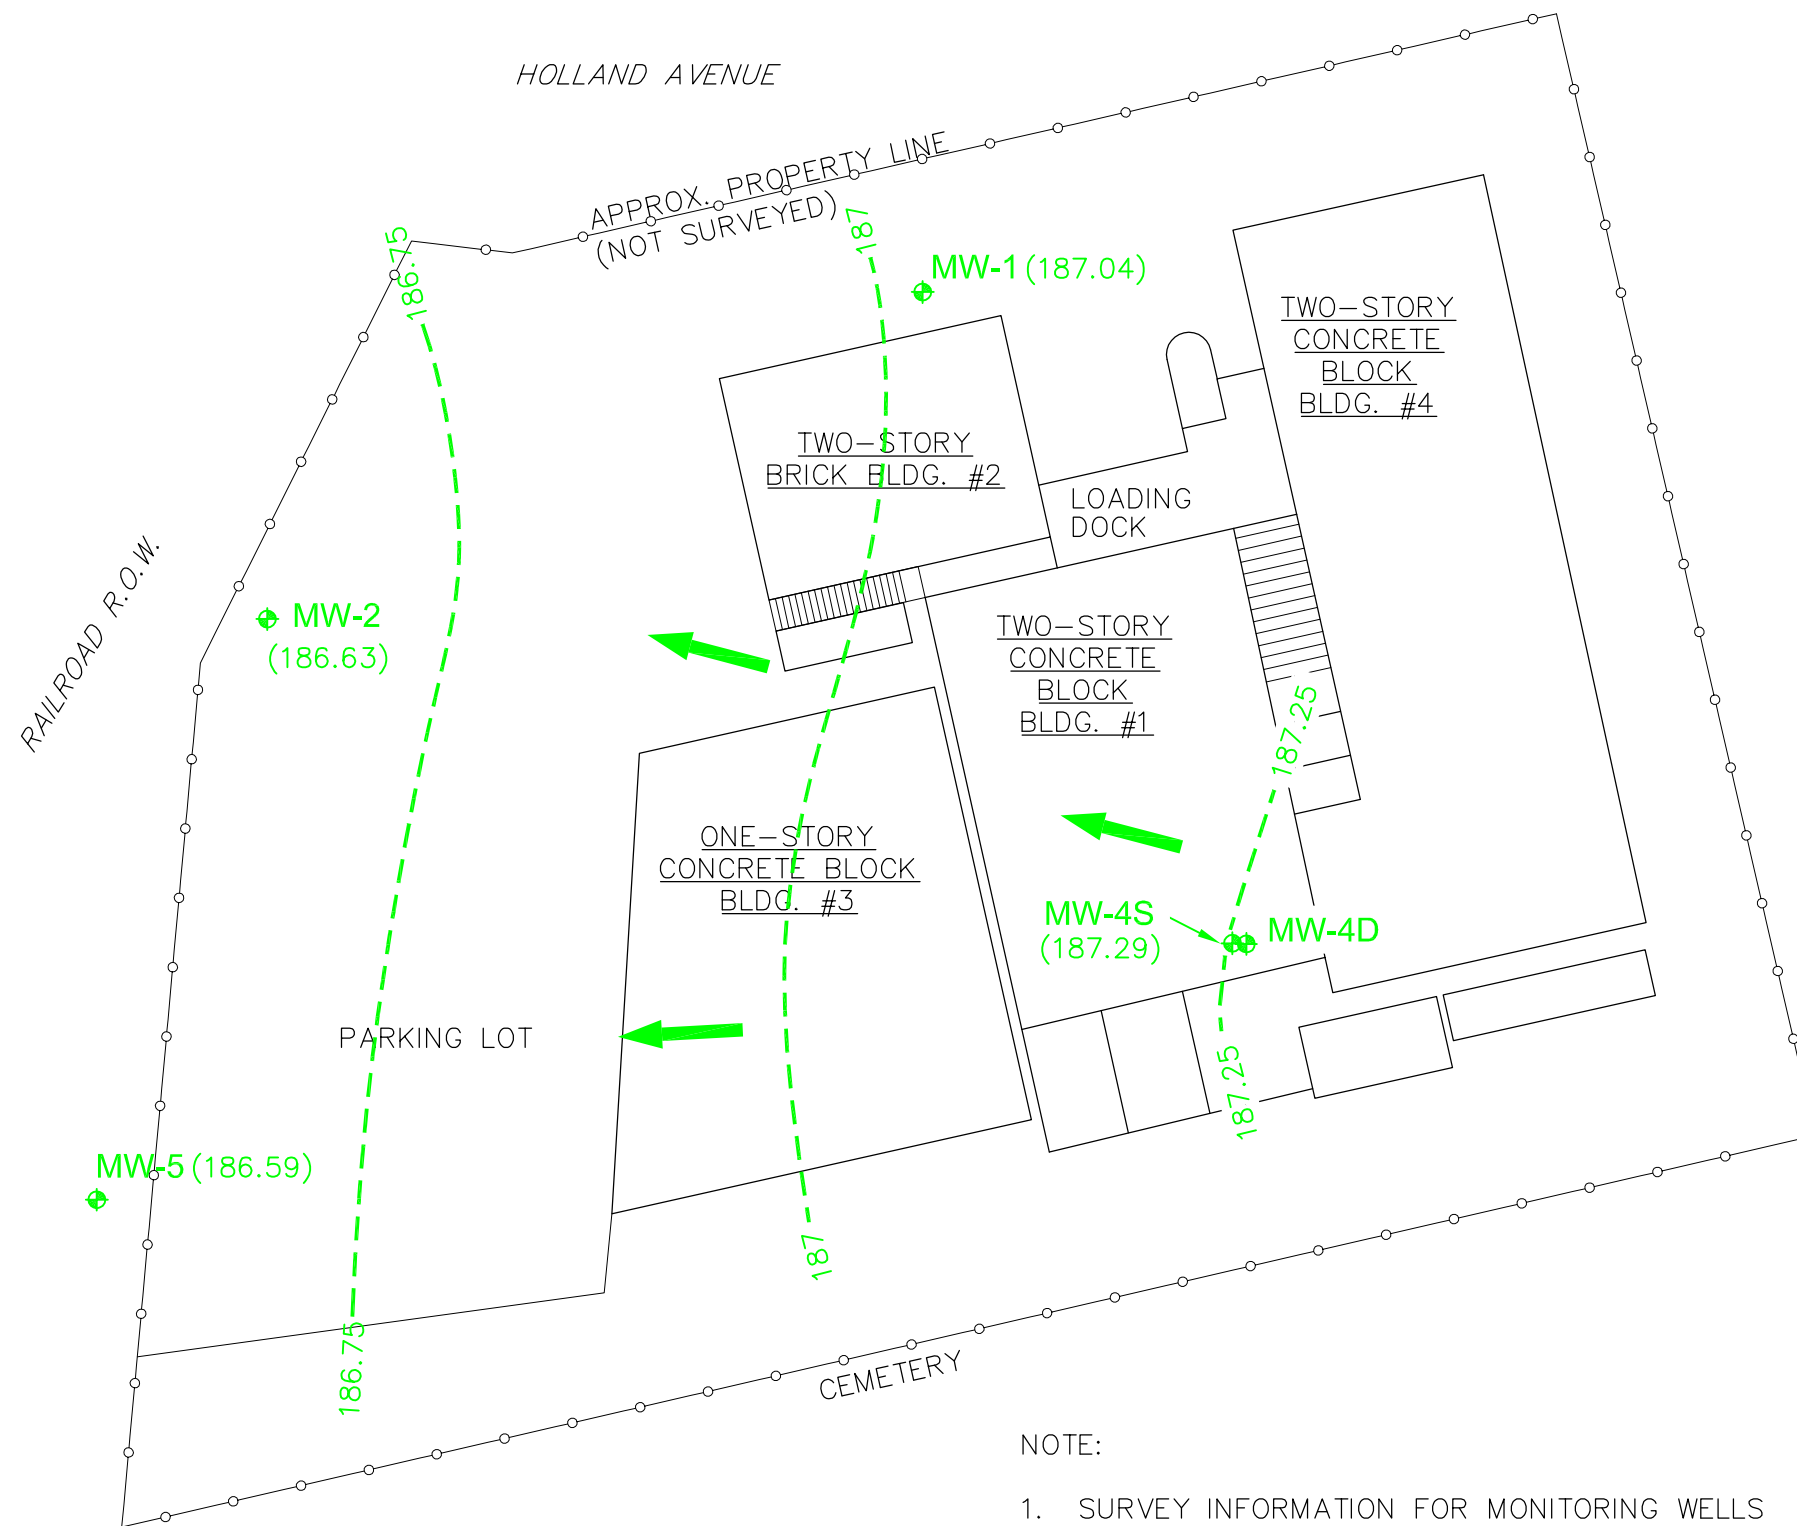 HOLLAND AVENUE
APPROX. PROPERTY LINE
(NOT SURVEYED)
187
186.75
MW-1 (187.04)
TWO-STORY
CONCRETE
BLOCK
BLDG. #4
TWO-STORY
BRICK BLDG. #2
LOADING
DOCK
RAILROAD R.O.W.
MW-2
(186.63)
TWO-STORY
CONCRETE
BLOCK
BLDG. #1
187.25
ONE-STORY
CONCRETE BLOCK
BLDG. #3
MW-4S
(187.29)
MW-4D
PARKING LOT
187.25
MW-5 (186.59)
187
186.75
CEMETERY
NOTE:
1. SURVEY INFORMATION FOR MONITORING WELLS